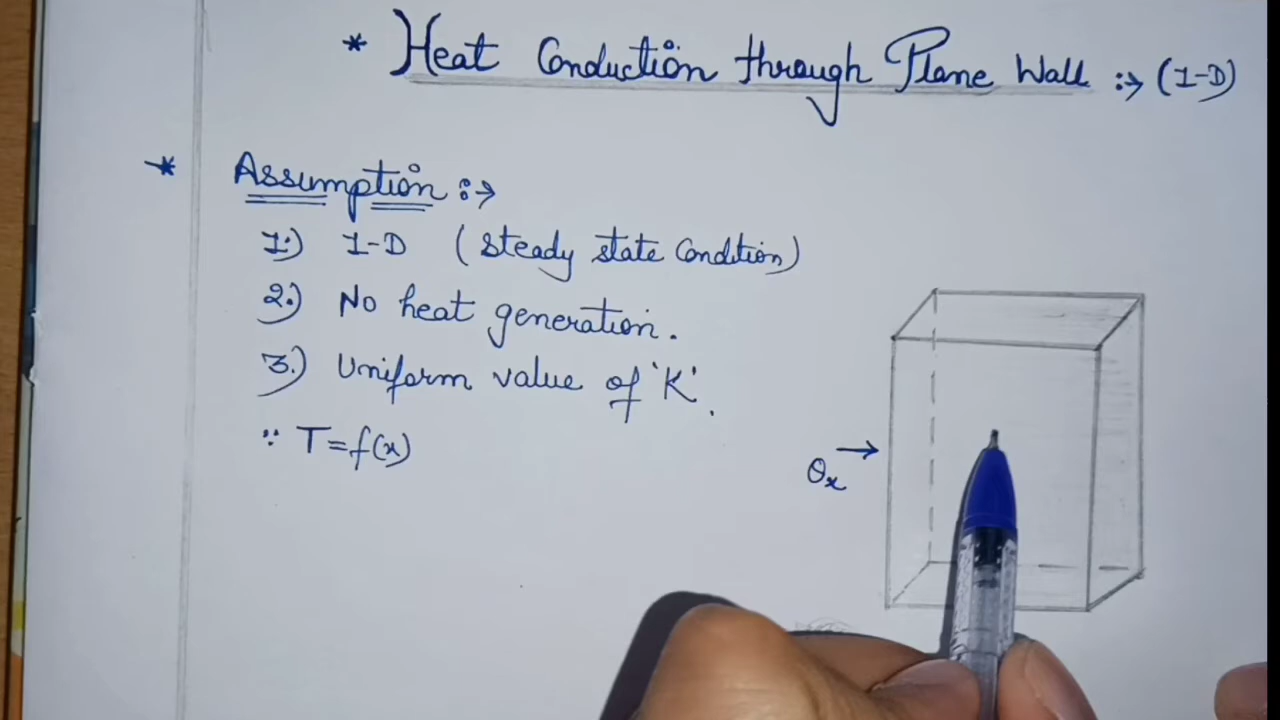 * Heat Conduction through Plane Wall :→ (1-D)
* Assumption :→
1.) 1-D (Steady state Condition)
2.) No heat generation.
3.) Uniform value of 'K'.
∵ T=f(x)
Qx →